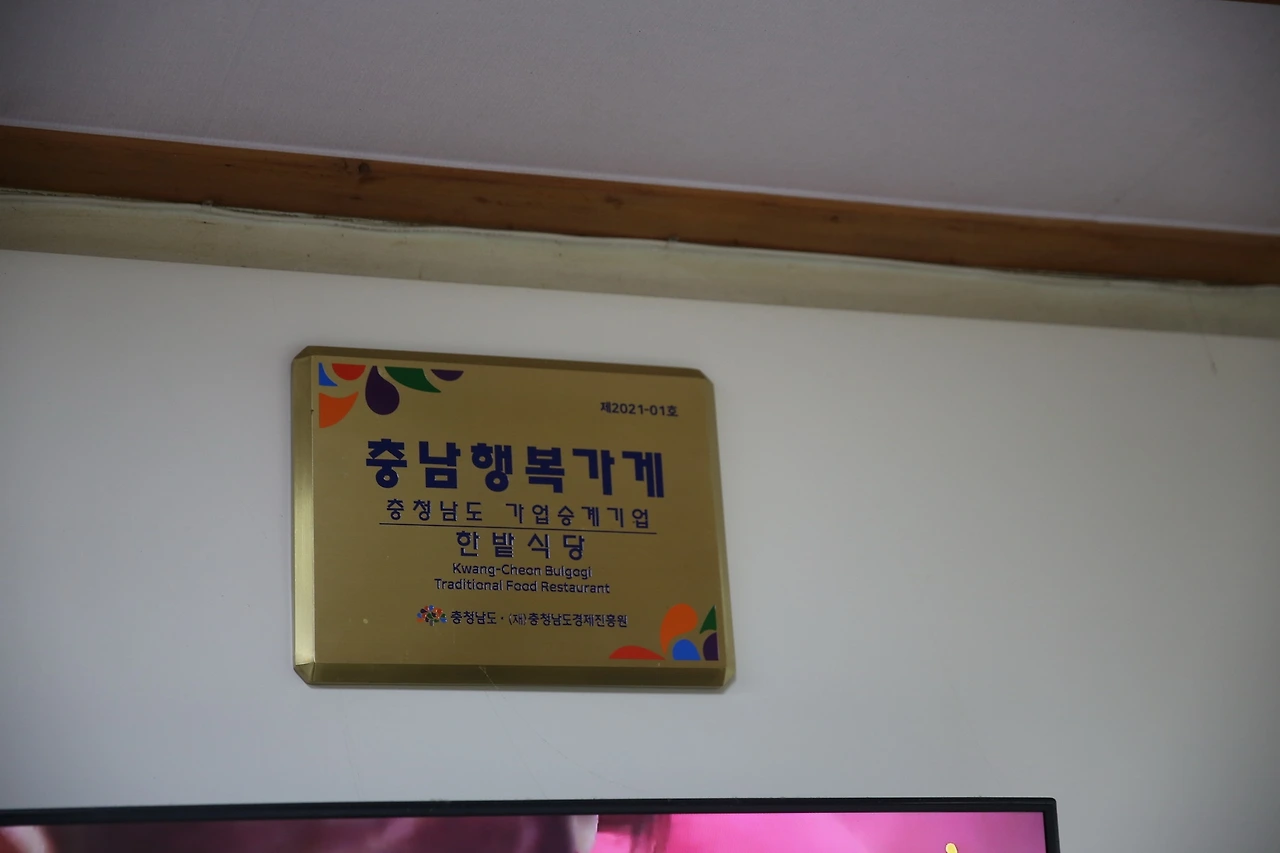 제2021-01호
충남행복가게
충청남도 가업승계기업
한밭식당
Kwang-Cheon Bulgogi
Traditional Food Restaurant
충청남도 · (재)충청남도경제진흥원